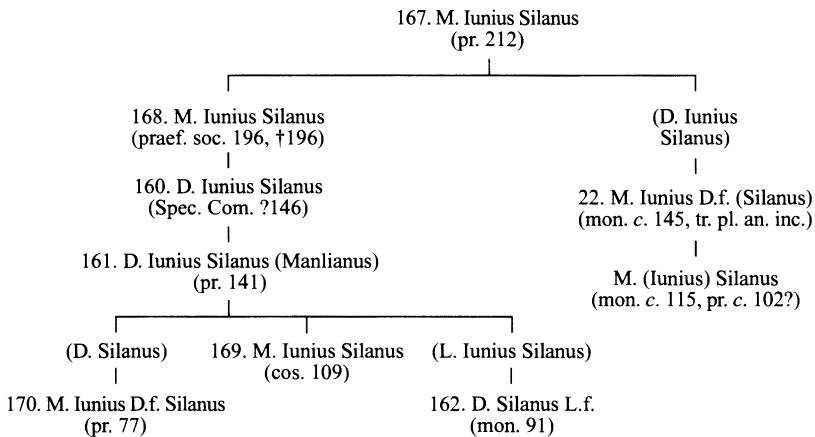 167. M. Iunius Silanus
(pr. 212)
168. M. Iunius Silanus
(praef. soc. 196, †196)
(D. Iunius
Silanus)
160. D. Iunius Silanus
(Spec. Com. ?146)
22. M. Iunius D.f. (Silanus)
(mon. c. 145, tr. pl. an. inc.)
161. D. Iunius Silanus (Manlianus)
(pr. 141)
M. (Iunius) Silanus
(mon. c. 115, pr. c. 102?)
(D. Silanus)
169. M. Iunius Silanus
(cos. 109)
(L. Iunius Silanus)
170. M. Iunius D.f. Silanus
(pr. 77)
162. D. Silanus L.f.
(mon. 91)